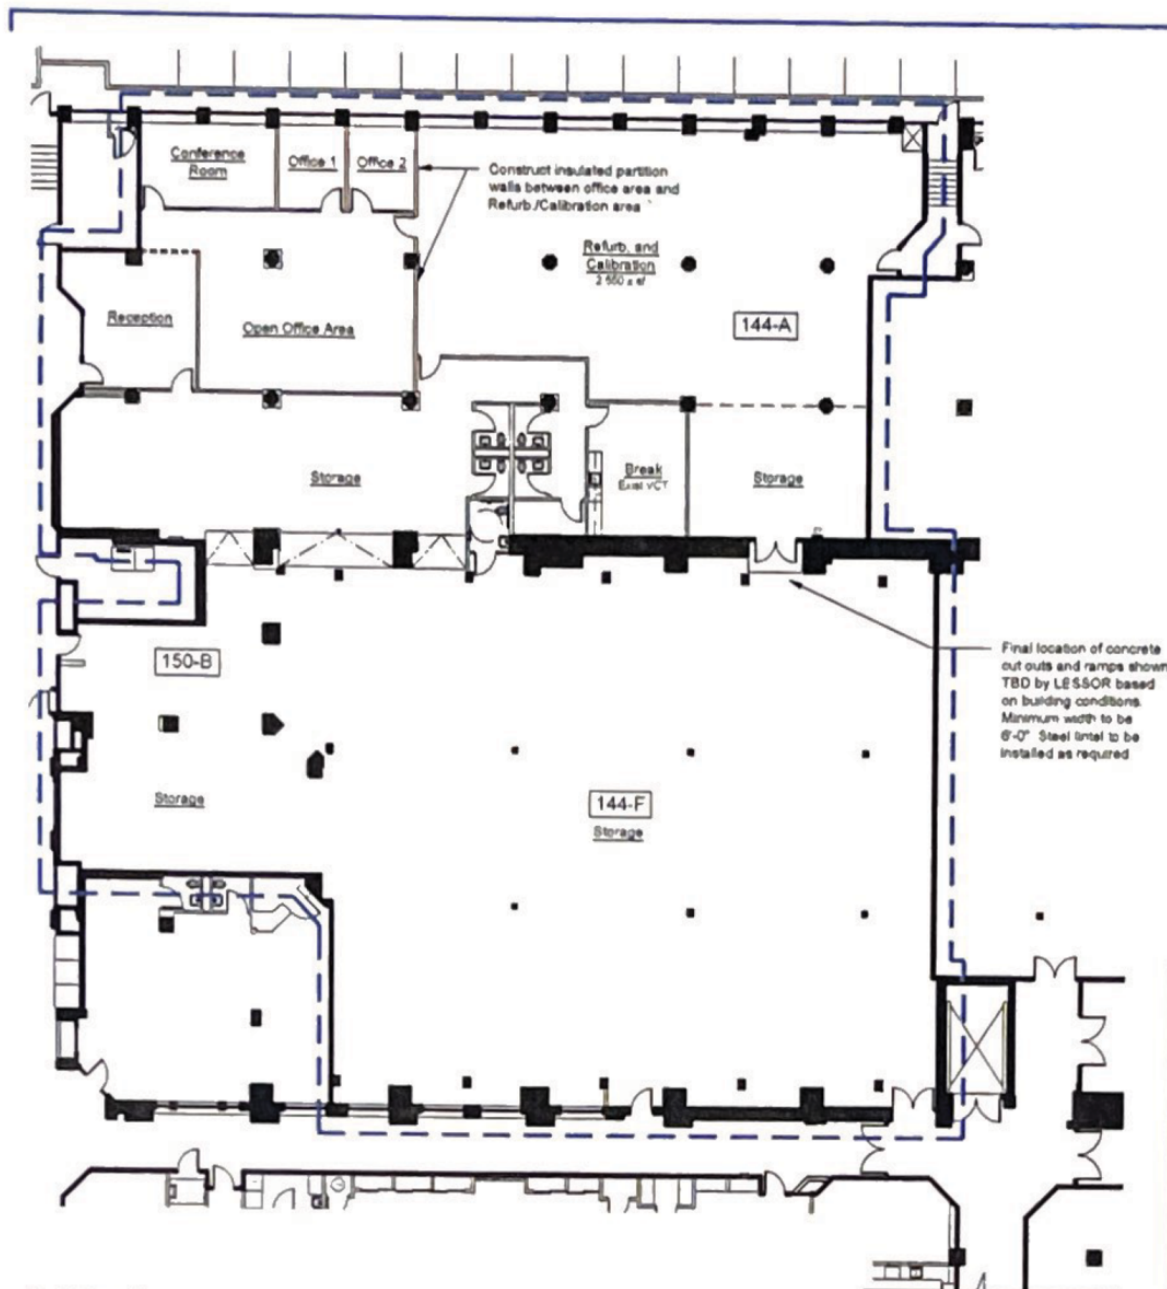 Conference
Room
Office 1
Office 2
Construct insulated partition
walls between office area and
Refurb./Calibration area
Refurb. and
Calibration
Reception
Open Office Area
144-A
Storage
Break
Exist VCT
Storage
150-B
Final location of concrete
cut outs and ramps shown
TBD by LESSOR based
on building conditions.
Minimum width to be
6'-0" Steel lintel to be
installed as required
Storage
144-F
Storage